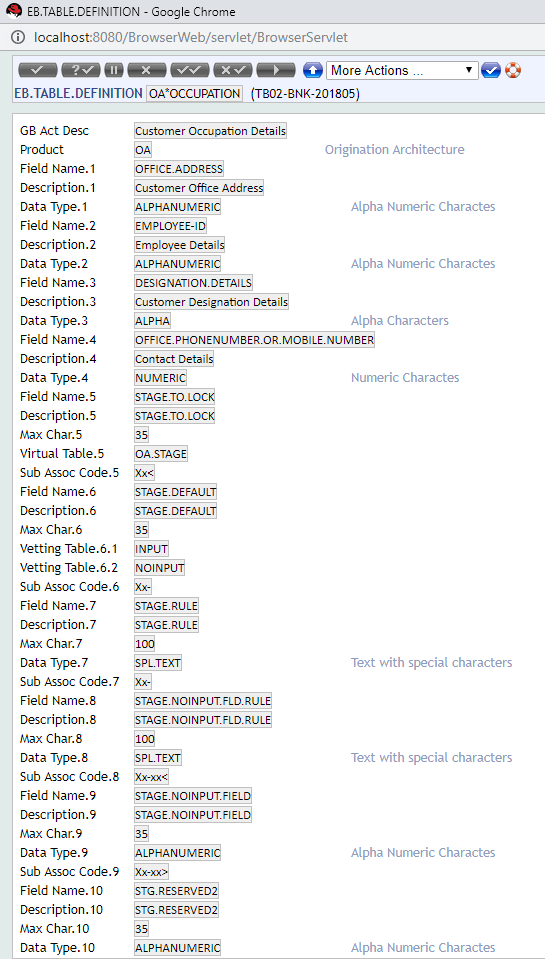 EB.TABLE.DEFINITION - Google Chrome
localhost:8080/BrowserWeb/servlet/BrowserServlet
More Actions ...
EB.TABLE.DEFINITION OA*OCCUPATION (TB02-BNK-201805)
GB Act Desc Customer Occupation Details
Product OA Origination Architecture
Field Name.1 OFFICE.ADDRESS
Description.1 Customer Office Address
Data Type.1 ALPHANUMERIC Alpha Numeric Charactes
Field Name.2 EMPLOYEE-ID
Description.2 Employee Details
Data Type.2 ALPHANUMERIC Alpha Numeric Charactes
Field Name.3 DESIGNATION.DETAILS
Description.3 Customer Designation Details
Data Type.3 ALPHA Alpha Characters
Field Name.4 OFFICE.PHONENUMBER.OR.MOBILE.NUMBER
Description.4 Contact Details
Data Type.4 NUMERIC Numeric Charactes
Field Name.5 STAGE.TO.LOCK
Description.5 STAGE.TO.LOCK
Max Char.5 35
Virtual Table.5 OA.STAGE
Sub Assoc Code.5 Xx<
Field Name.6 STAGE.DEFAULT
Description.6 STAGE.DEFAULT
Max Char.6 35
Vetting Table.6.1 INPUT
Vetting Table.6.2 NOINPUT
Sub Assoc Code.6 Xx-
Field Name.7 STAGE.RULE
Description.7 STAGE.RULE
Max Char.7 100
Data Type.7 SPL.TEXT Text with special characters
Sub Assoc Code.7 Xx-
Field Name.8 STAGE.NOINPUT.FLD.RULE
Description.8 STAGE.NOINPUT.FLD.RULE
Max Char.8 100
Data Type.8 SPL.TEXT Text with special characters
Sub Assoc Code.8 Xx-xx<
Field Name.9 STAGE.NOINPUT.FIELD
Description.9 STAGE.NOINPUT.FIELD
Max Char.9 35
Data Type.9 ALPHANUMERIC Alpha Numeric Charactes
Sub Assoc Code.9 Xx-xx>
Field Name.10 STG.RESERVED2
Description.10 STG.RESERVED2
Max Char.10 35
Data Type.10 ALPHANUMERIC Alpha Numeric Charactes